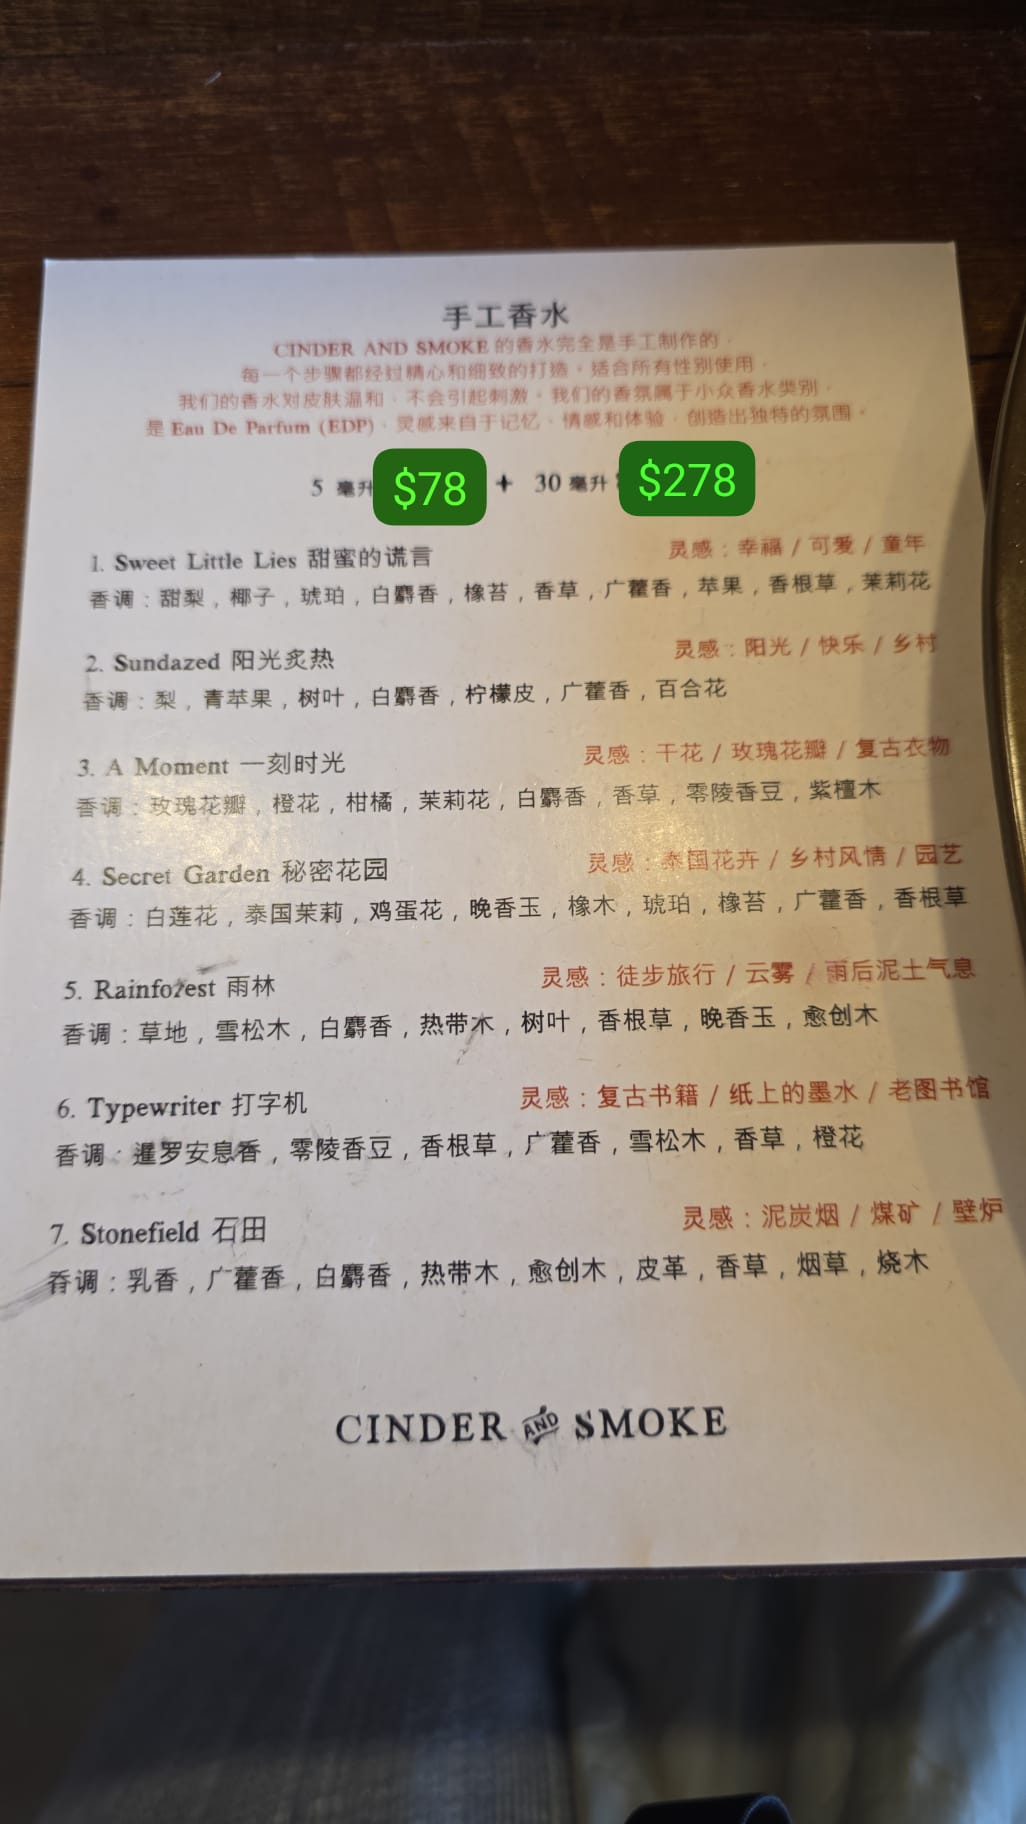 手工香水
CINDER AND SMOKE 的香水完全是手工制作的，
每一个步骤都经过精心和细致的打造。适合所有性别使用。
我们的香水对皮肤温和，不会引起刺激。我们的香氛属于小众香水类别，
是 Eau De Parfum (EDP)，灵感来自于记忆、情感和体验，创造出独特的氛围。
5 毫升 $78 + 30 毫升 $278
1. Sweet Little Lies 甜蜜的谎言 灵感：幸福 / 可爱 / 童年
香调：甜梨，椰子，琥珀，白麝香，橡苔，香草，广藿香，苹果，香根草，茉莉花
2. Sundazed 阳光炙热 灵感：阳光 / 快乐 / 乡村
香调：梨，青苹果，树叶，白麝香，柠檬皮，广藿香，百合花
3. A Moment 一刻时光 灵感：干花 / 玫瑰花瓣 / 复古衣物
香调：玫瑰花瓣，橙花，柑橘，茉莉花，白麝香，香草，零陵香豆，紫檀木
4. Secret Garden 秘密花园 灵感：泰国花卉 / 乡村风情 / 园艺
香调：白莲花，泰国茉莉，鸡蛋花，晚香玉，橡木，琥珀，橡苔，广藿香，香根草
5. Rainforest 雨林 灵感：徒步旅行 / 云雾 / 雨后泥土气息
香调：草地，雪松木，白麝香，热带木，树叶，香根草，晚香玉，愈创木
6. Typewriter 打字机 灵感：复古书籍 / 纸上的墨水 / 老图书馆
香调：暹罗安息香，零陵香豆，香根草，广藿香，雪松木，香草，橙花
7. Stonefield 石田 灵感：泥炭烟 / 煤矿 / 壁炉
香调：乳香，广藿香，白麝香，热带木，愈创木，皮革，香草，烟草，烧木
CINDER AND SMOKE